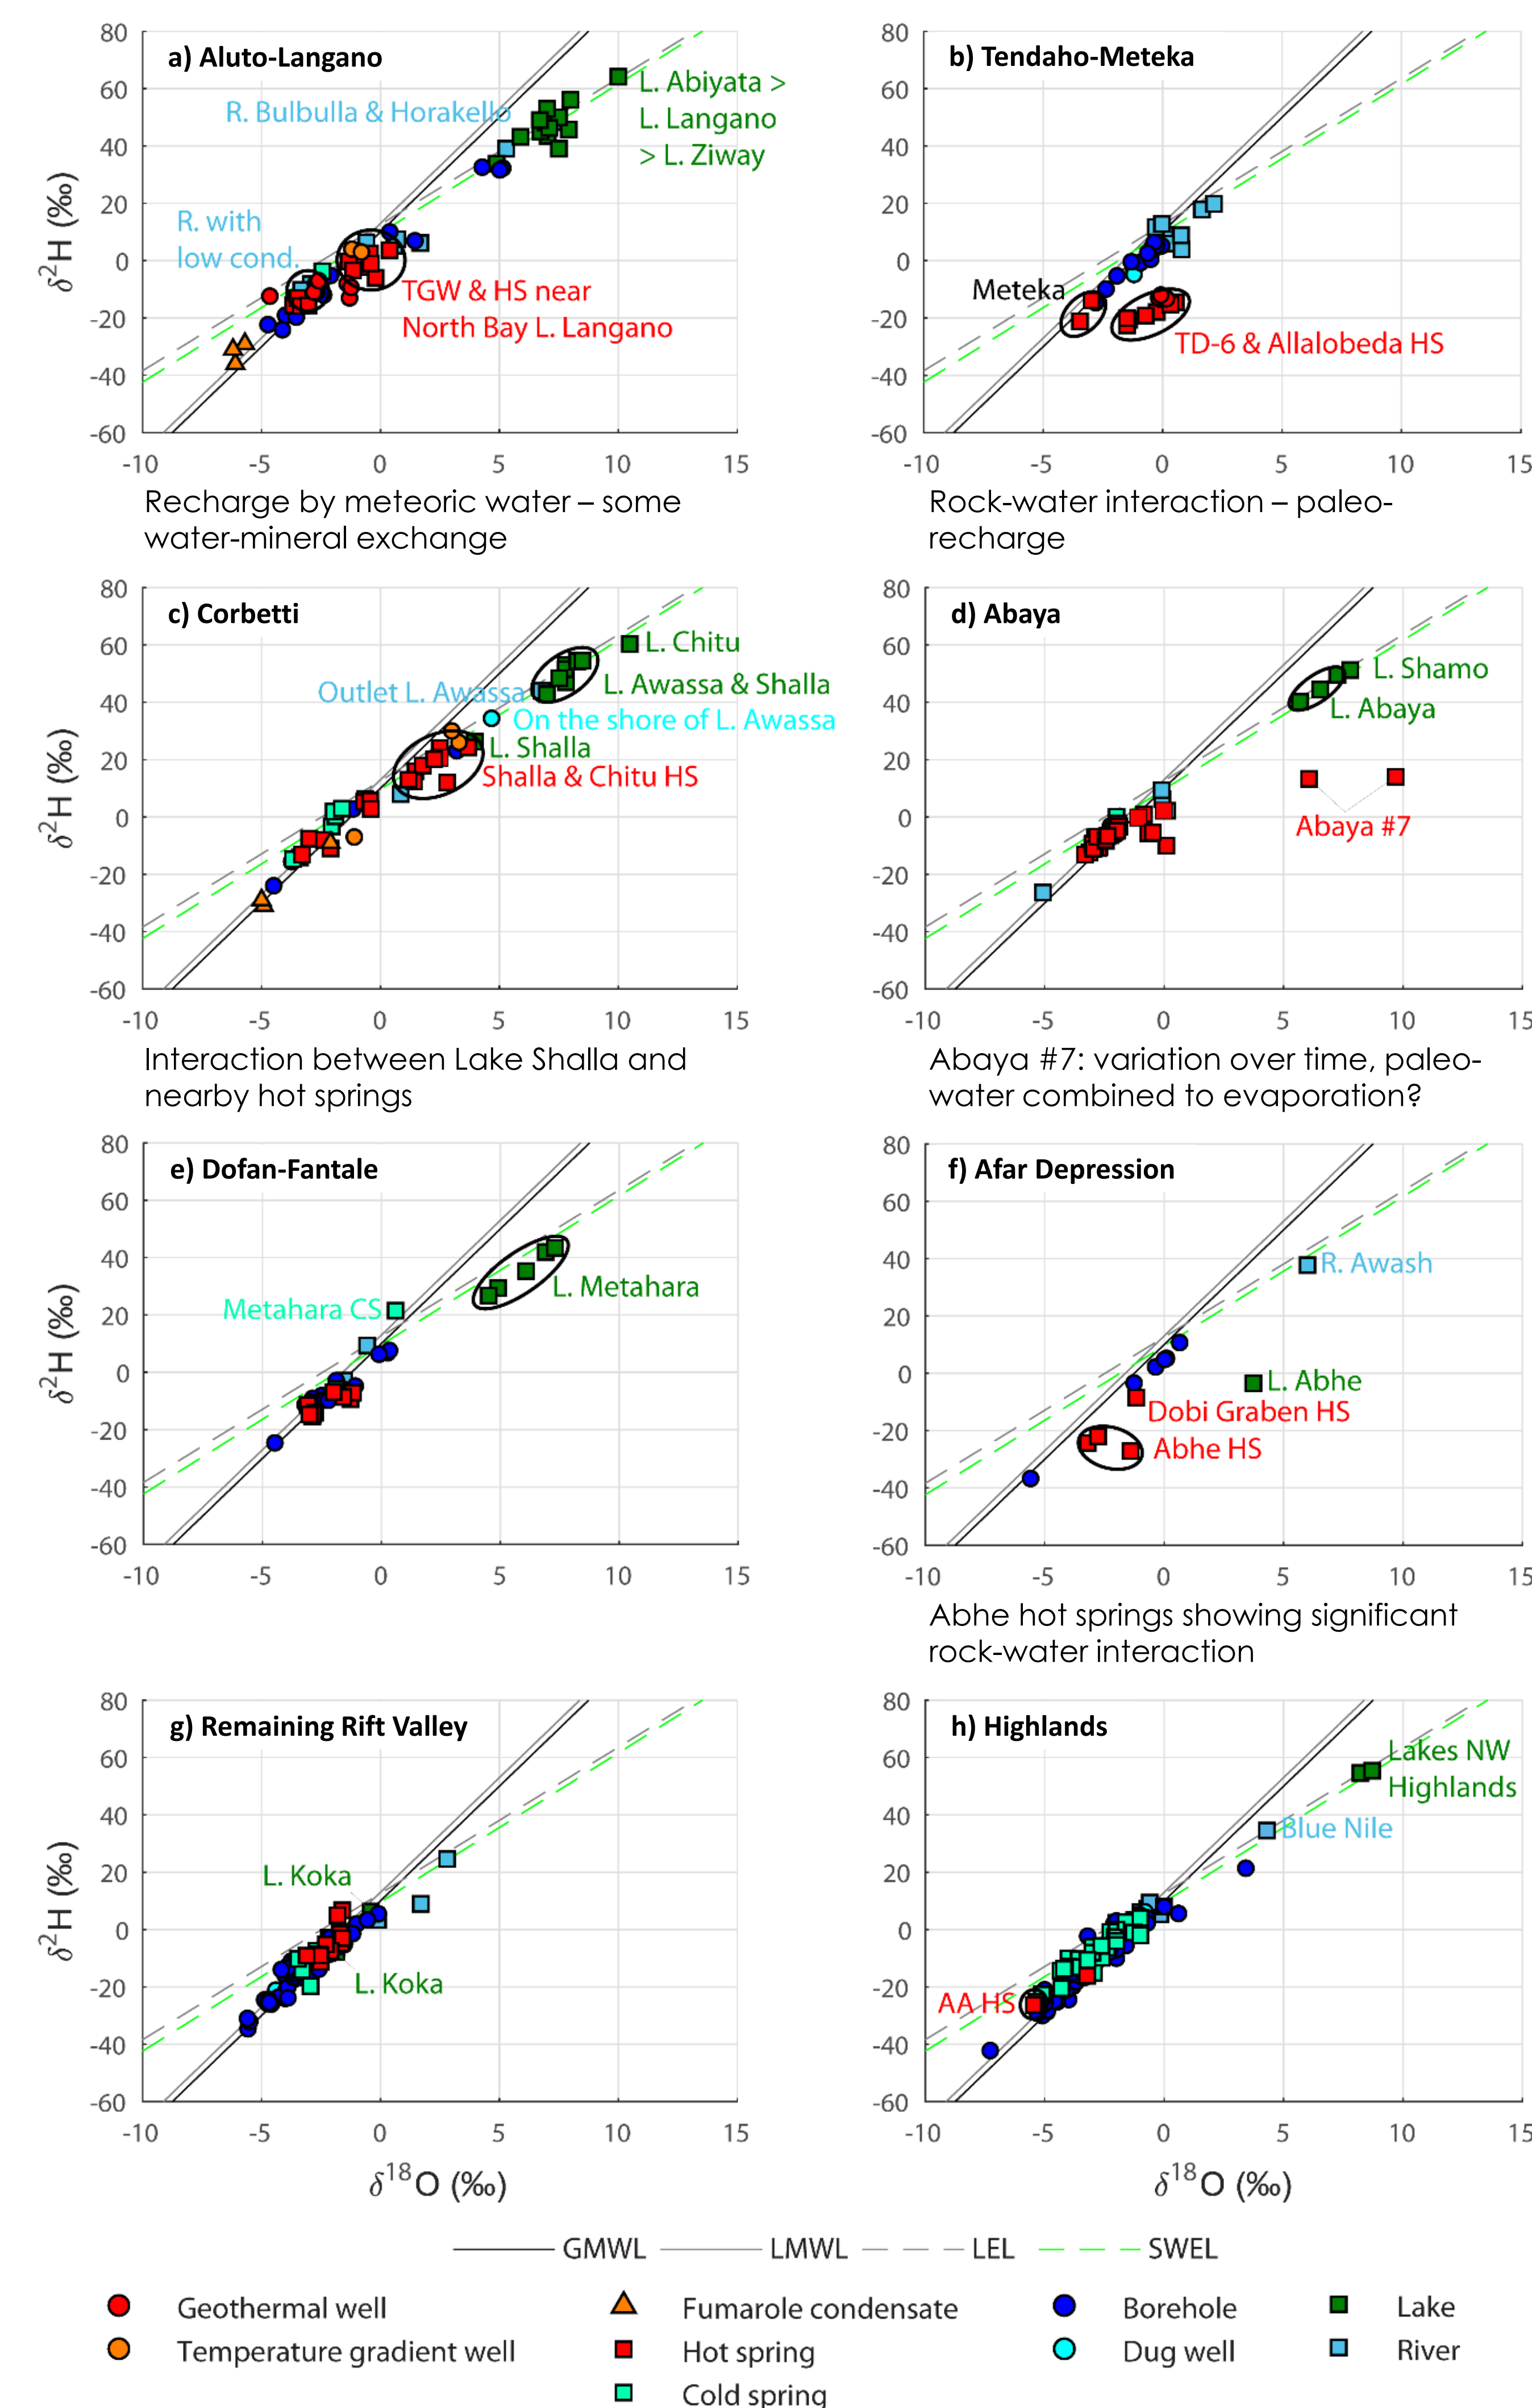 a) Aluto-Langano
80
60
40
20
0
-20
-40
-60
δ²H (‰)
-10 -5 0 5 10 15
R. Bulbulla & Horakello
L. Abiyata >
L. Langano
> L. Ziway
R. with
low cond.
TGW & HS near
North Bay L. Langano
Recharge by meteoric water – some
water-mineral exchange
b) Tendaho-Meteka
80
60
40
20
0
-20
-40
-60
-10 -5 0 5 10 15
Meteka
TD-6 & Allalobeda HS
Rock-water interaction – paleo-
recharge
c) Corbetti
80
60
40
20
0
-20
-40
-60
δ²H (‰)
-10 -5 0 5 10 15
L. Chitu
Outlet L. Awassa
L. Awassa & Shalla
On the shore of L. Awassa
L. Shalla
Shalla & Chitu HS
Interaction between Lake Shalla and
nearby hot springs
d) Abaya
80
60
40
20
0
-20
-40
-60
-10 -5 0 5 10 15
L. Shamo
L. Abaya
Abaya #7
Abaya #7: variation over time, paleo-
water combined to evaporation?
e) Dofan-Fantale
80
60
40
20
0
-20
-40
-60
δ²H (‰)
-10 -5 0 5 10 15
Metahara CS
L. Metahara
f) Afar Depression
80
60
40
20
0
-20
-40
-60
-10 -5 0 5 10 15
R. Awash
L. Abhe
Dobi Graben HS
Abhe HS
Abhe hot springs showing significant
rock-water interaction
g) Remaining Rift Valley
80
60
40
20
0
-20
-40
-60
δ²H (‰)
-10 -5 0 5 10 15
δ¹⁸O (‰)
L. Koka
L. Koka
h) Highlands
80
60
40
20
0
-20
-40
-60
-10 -5 0 5 10 15
δ¹⁸O (‰)
Lakes NW
Highlands
Blue Nile
AA HS
GMWL LMWL LEL SWEL
Geothermal well Fumarole condensate Borehole Lake
Temperature gradient well Hot spring Dug well River
Cold spring